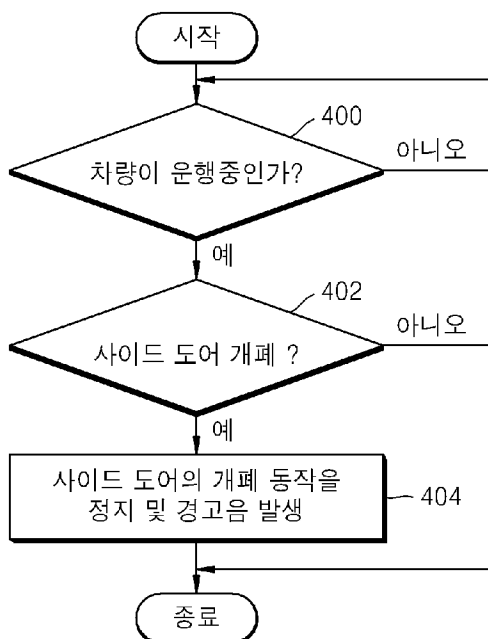 시작
400
차량이 운행중인가?
아니오
예
402
사이드 도어 개폐 ?
아니오
예
사이드 도어의 개폐 동작을
정지 및 경고음 발생
404
종료